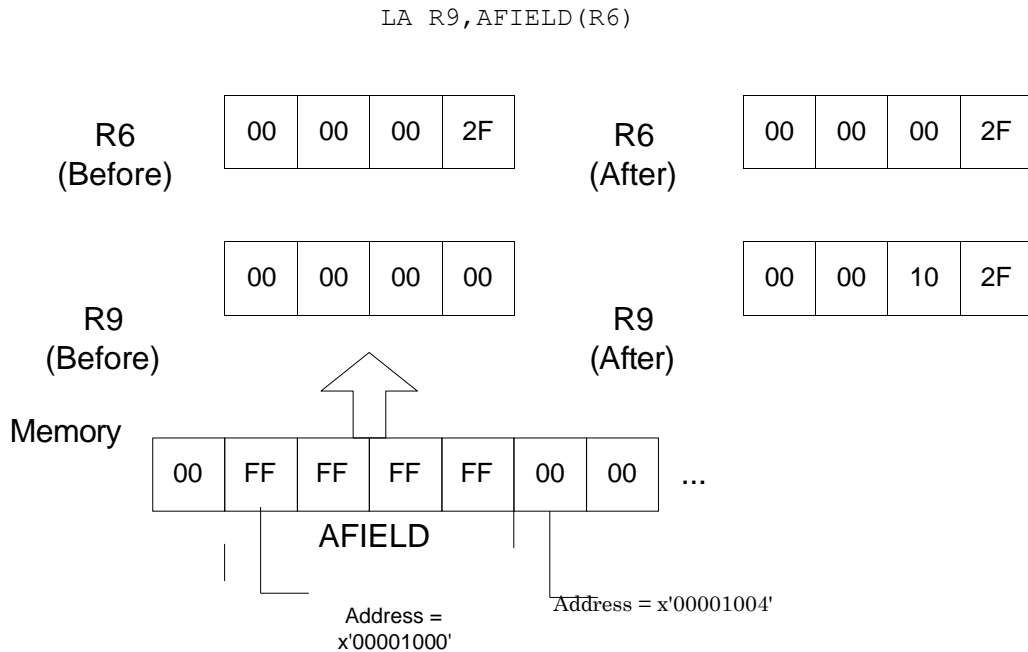 LA R9,AFIELD(R6)
R6
(Before)
00 00 00 2F
R6
(After)
00 00 00 2F
R9
(Before)
00 00 00 00
R9
(After)
00 00 10 2F
Memory
00 FF FF FF FF 00 00 ...
AFIELD
Address =
x'00001000'
Address = x'00001004'